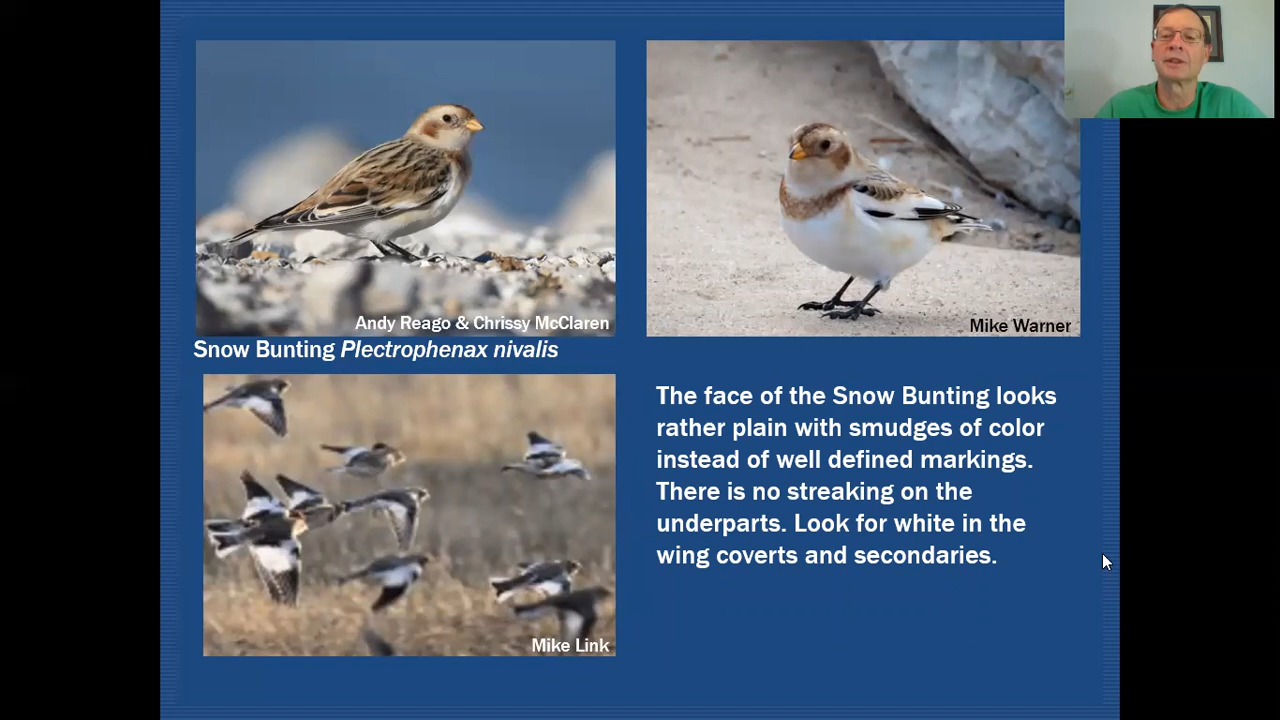 Andy Reago & Chrissy McClaren
Mike Warner
Snow Bunting Plectrophenax nivalis
The face of the Snow Bunting looks
rather plain with smudges of color
instead of well defined markings.
There is no streaking on the
underparts. Look for white in the
wing coverts and secondaries.
Mike Link